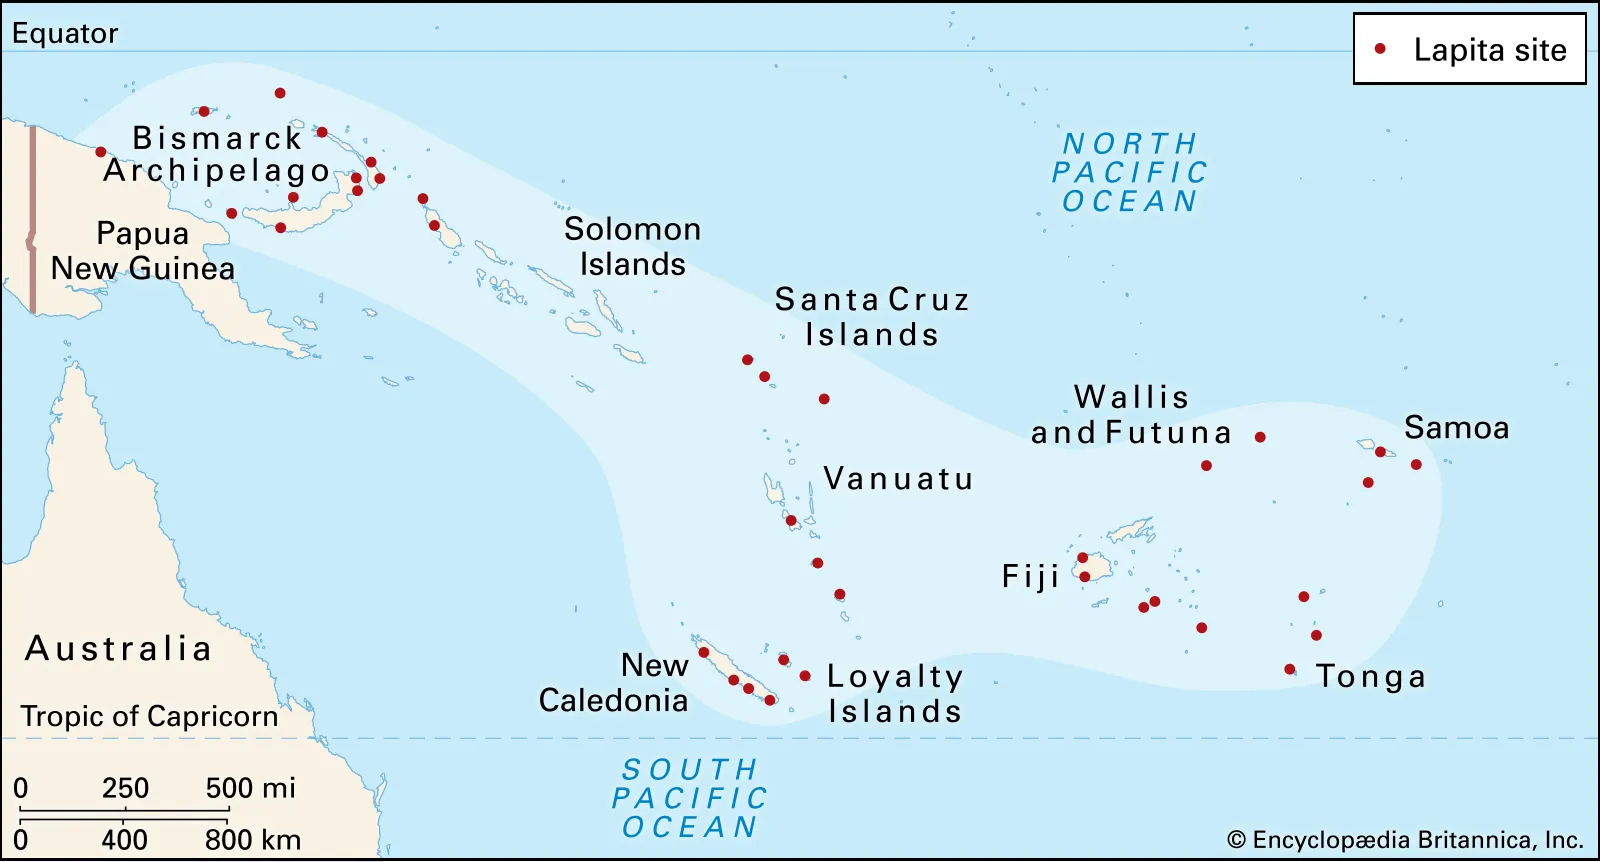 Equator
Lapita site
Bismarck
Archipelago
Papua
New Guinea
NORTH
PACIFIC
OCEAN
Solomon
Islands
Santa Cruz
Islands
Wallis
and Futuna
Samoa
Vanuatu
Fiji
Australia
New
Caledonia
Loyalty
Islands
Tonga
Tropic of Capricorn
SOUTH
PACIFIC
OCEAN
0 250 500 mi
0 400 800 km
© Encyclopædia Britannica, Inc.